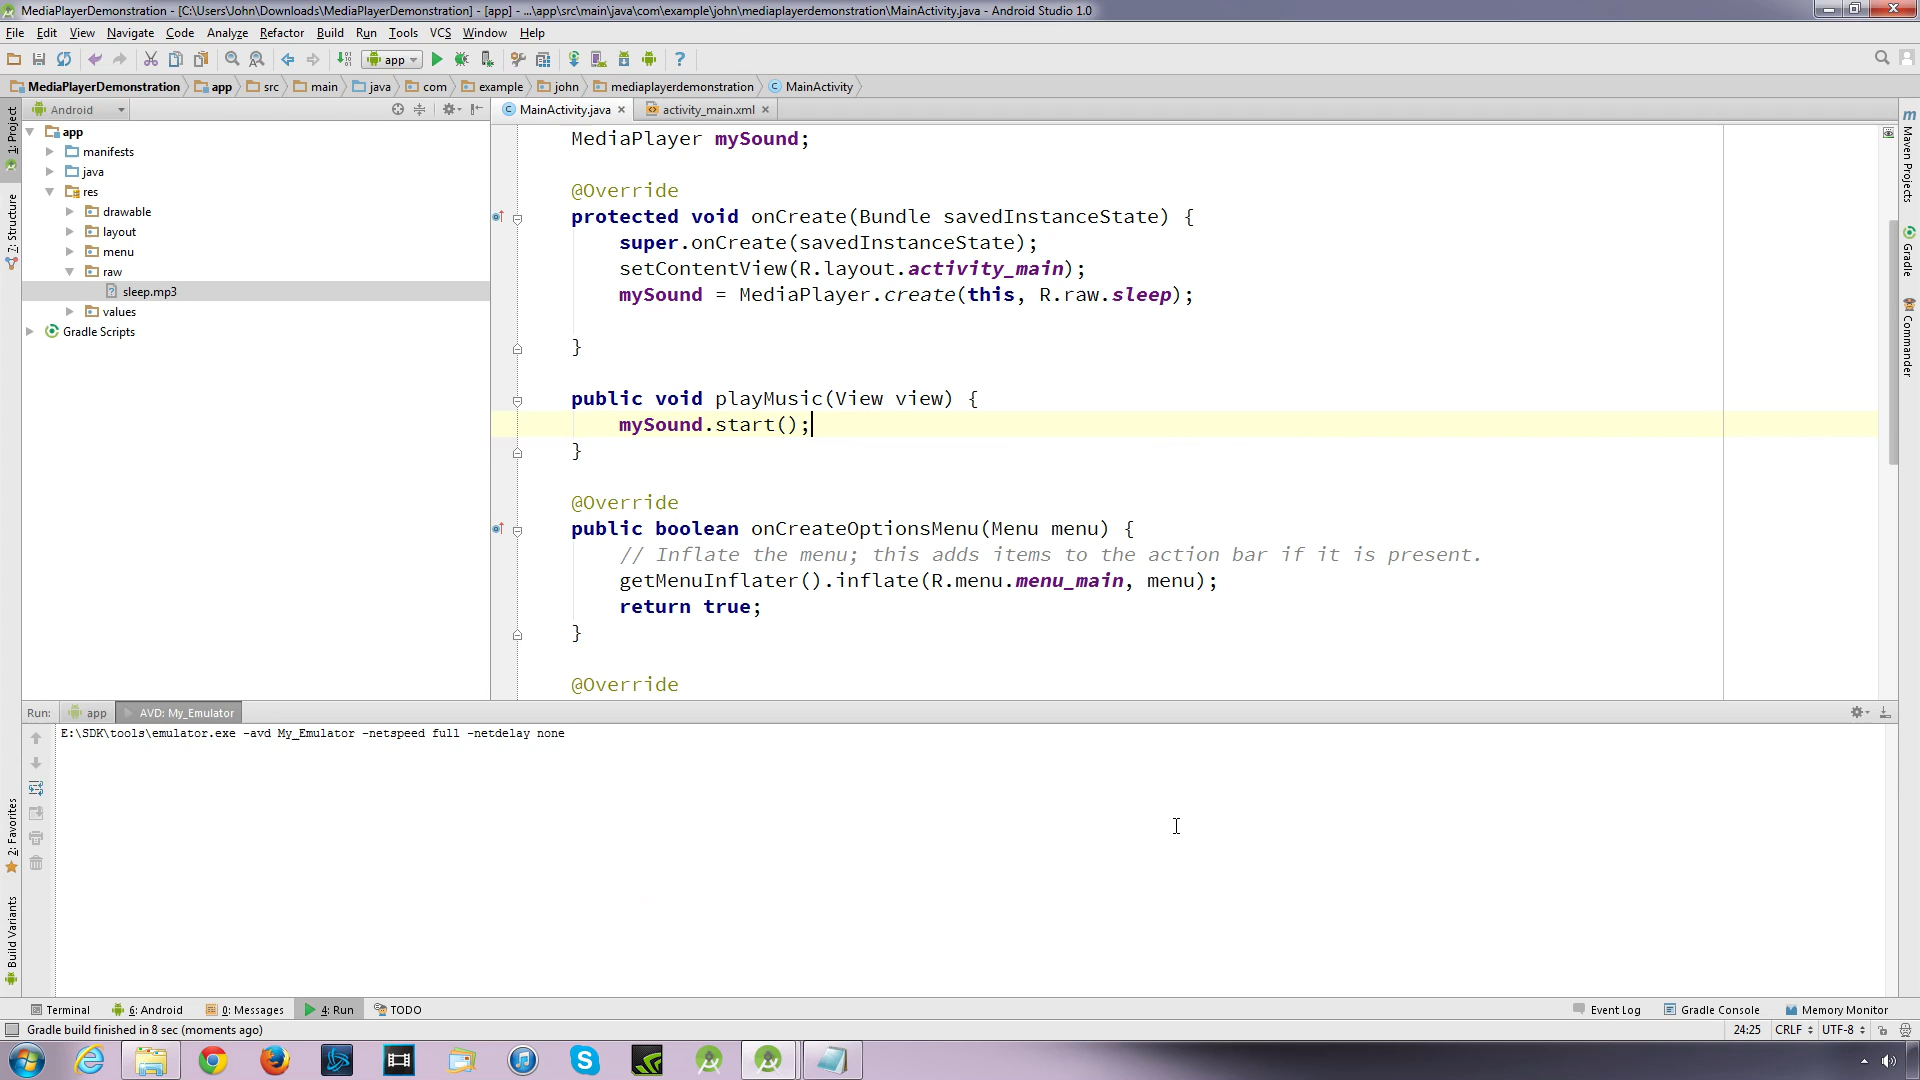 MediaPlayerDemonstration - [C:\Users\John\Downloads\MediaPlayerDemonstration] - [app] - ...\app\src\main\java\com\example\john\mediaplayerdemonstration\MainActivity.java - Android Studio 1.0
File Edit View Navigate Code Analyze Refactor Build Run Tools VCS Window Help
app
MediaPlayerDemonstration app src main java com example john mediaplayerdemonstration MainActivity
Android
MainActivity.java activity_main.xml
1: Project
7: Structure
2: Favorites
Build Variants
app
manifests
java
res
drawable
layout
menu
raw
sleep.mp3
values
Gradle Scripts
MediaPlayer mySound;
@Override
protected void onCreate(Bundle savedInstanceState) {
super.onCreate(savedInstanceState);
setContentView(R.layout.activity_main);
mySound = MediaPlayer.create(this, R.raw.sleep);
}
public void playMusic(View view) {
mySound.start();
}
@Override
public boolean onCreateOptionsMenu(Menu menu) {
// Inflate the menu; this adds items to the action bar if it is present.
getMenuInflater().inflate(R.menu.menu_main, menu);
return true;
}
@Override
m Maven Projects
Gradle
Commander
Run: app AVD: My_Emulator
E:\SDK\tools\emulator.exe -avd My_Emulator -netspeed full -netdelay none
Terminal 6: Android 0: Messages 4: Run TODO Event Log Gradle Console Memory Monitor
Gradle build finished in 8 sec (moments ago) 24:25 CRLF UTF-8